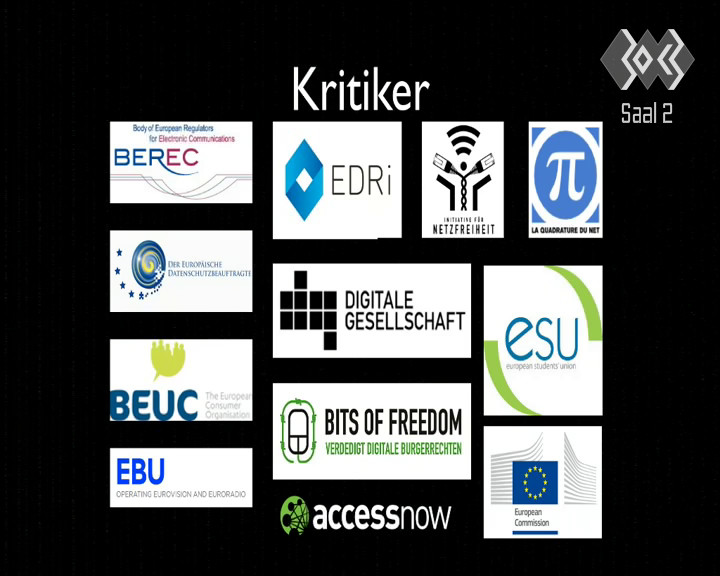 Kritiker
Saal 2
Body of European Regulators
for Electronic Communications
BEREC
EDRi
INITIATIVE FÜR
NETZFREIHEIT
π
LA QUADRATURE DU NET
DER EUROPÄISCHE
DATENSCHUTZBEAUFTRAGTE
DIGITALE
GESELLSCHAFT
esu
european students' union
BEUC
The European
Consumer
Organisation
BITS OF FREEDOM
VERDEDIGT DIGITALE BURGERRECHTEN
EBU
OPERATING EUROVISION AND EURORADIO
accessnow
European
Commission